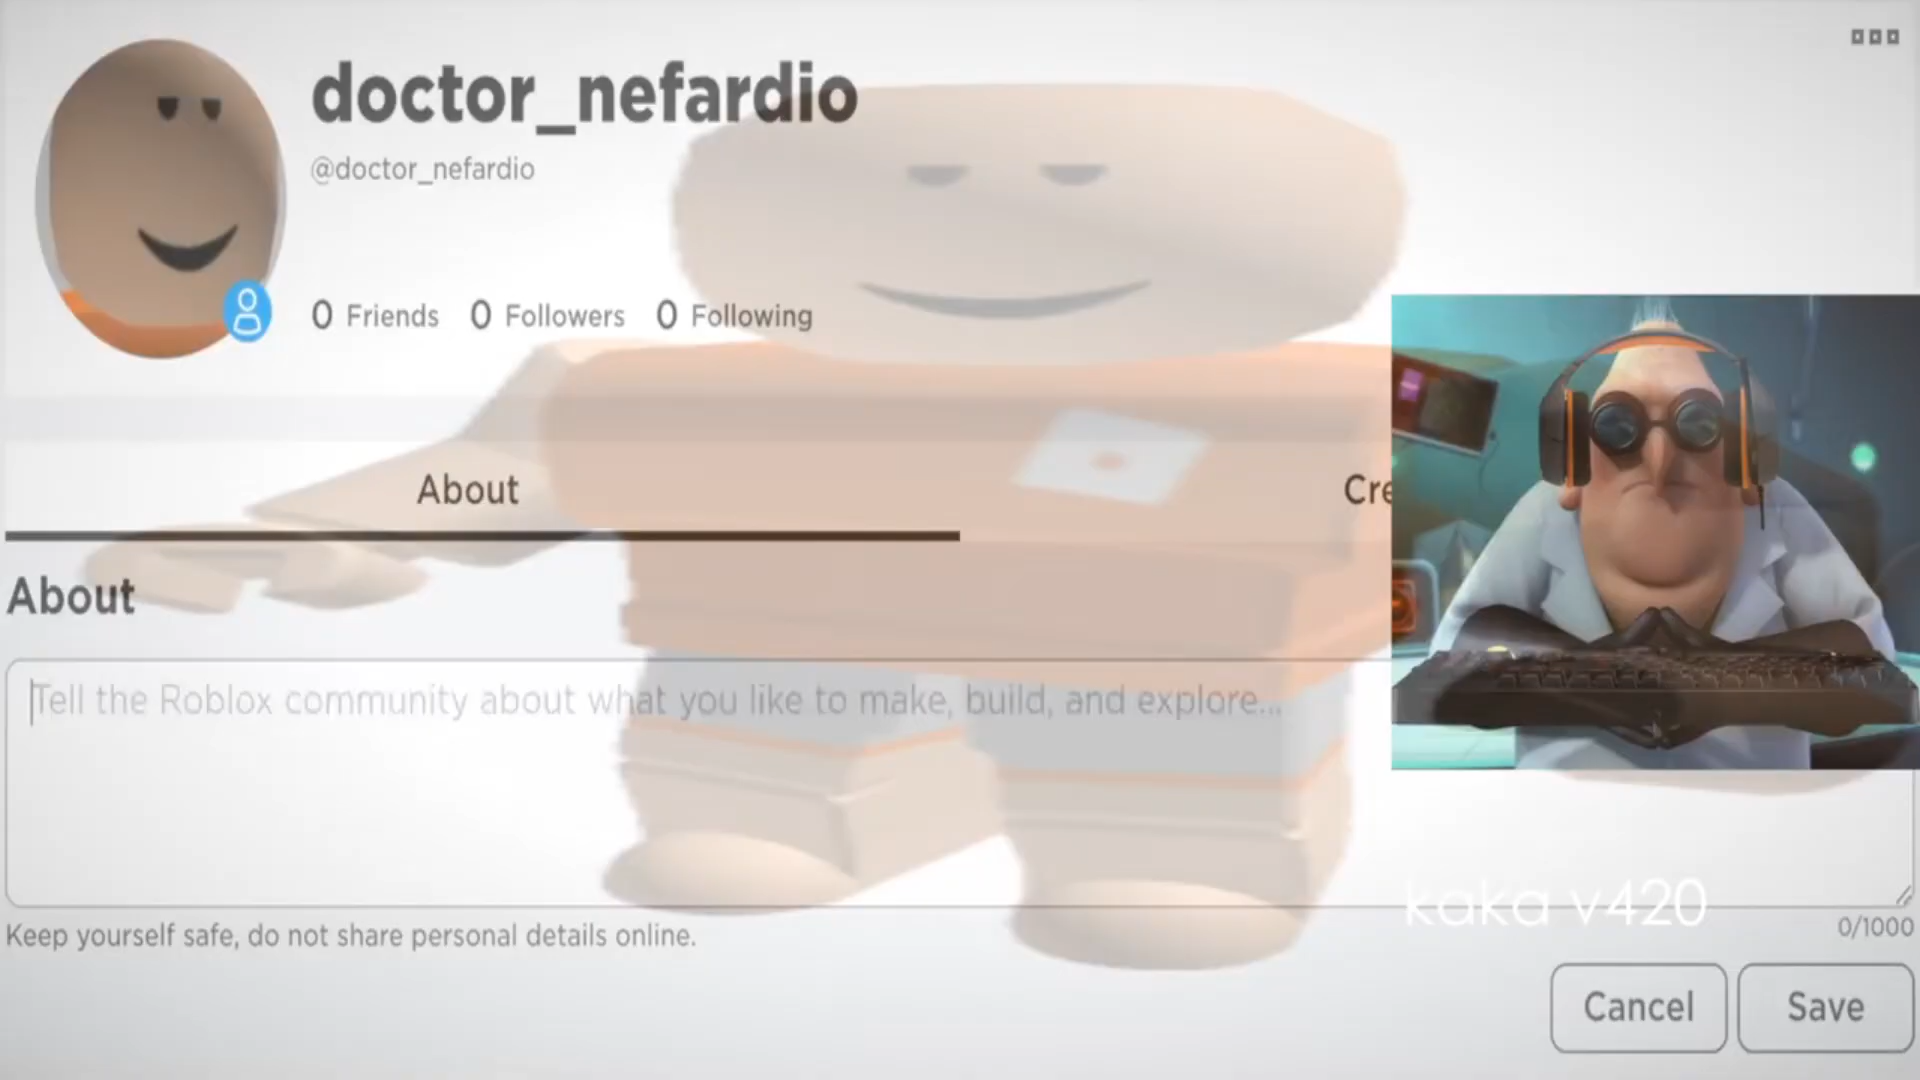 doctor_nefardio
@doctor_nefardio
0 Friends 0 Followers 0 Following
About
Cre
About
Tell the Roblox community about what you like to make, build, and explore...
kaka v420
0/1000
Keep yourself safe, do not share personal details online.
Cancel Save